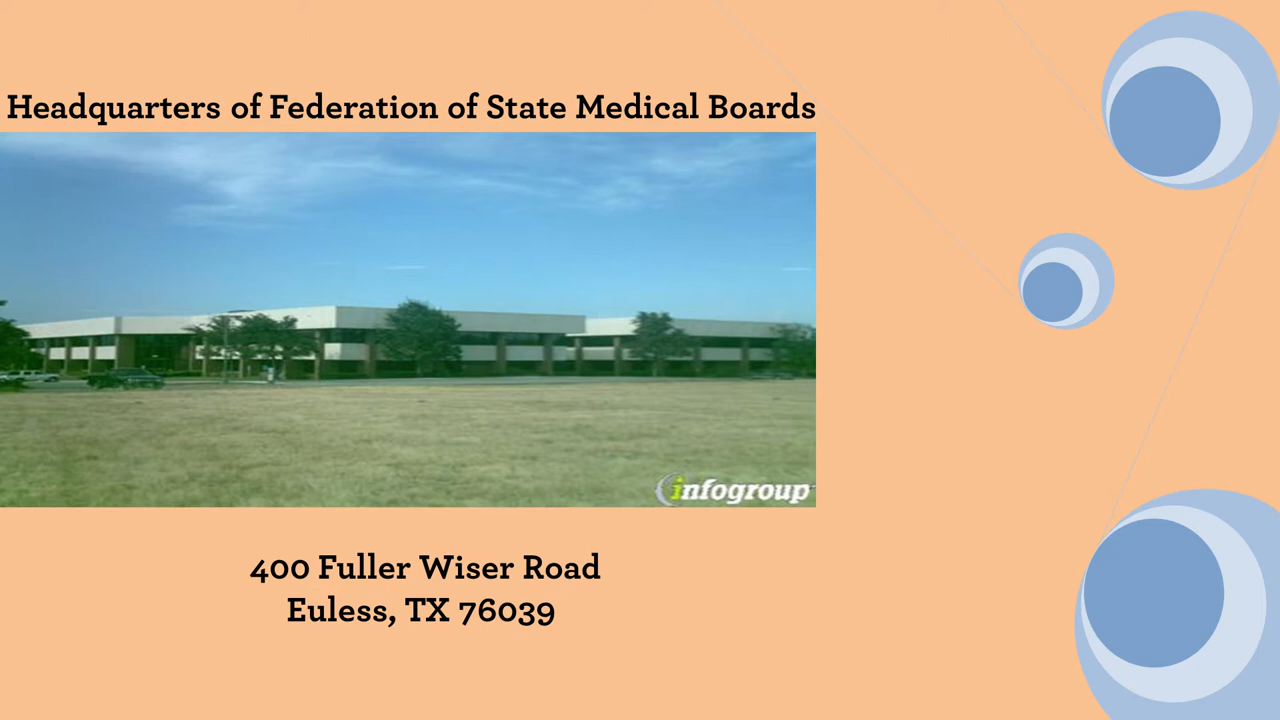 Headquarters of Federation of State Medical Boards
infogroup
400 Fuller Wiser Road
Euless, TX 76039